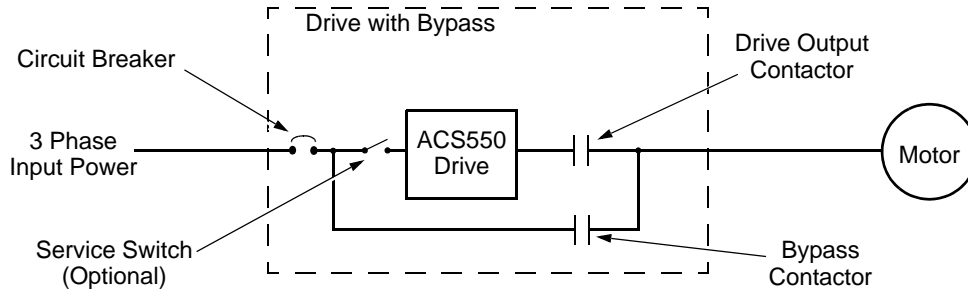 Drive with Bypass
Circuit Breaker
Drive Output
Contactor
3 Phase
Input Power
ACS550
Drive
Motor
Service Switch
(Optional)
Bypass
Contactor